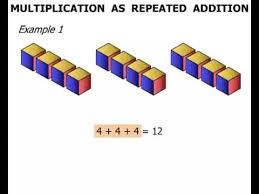 MULTIPLICATION AS REPEATED ADDITION
Example 1
4 + 4 + 4 = 12